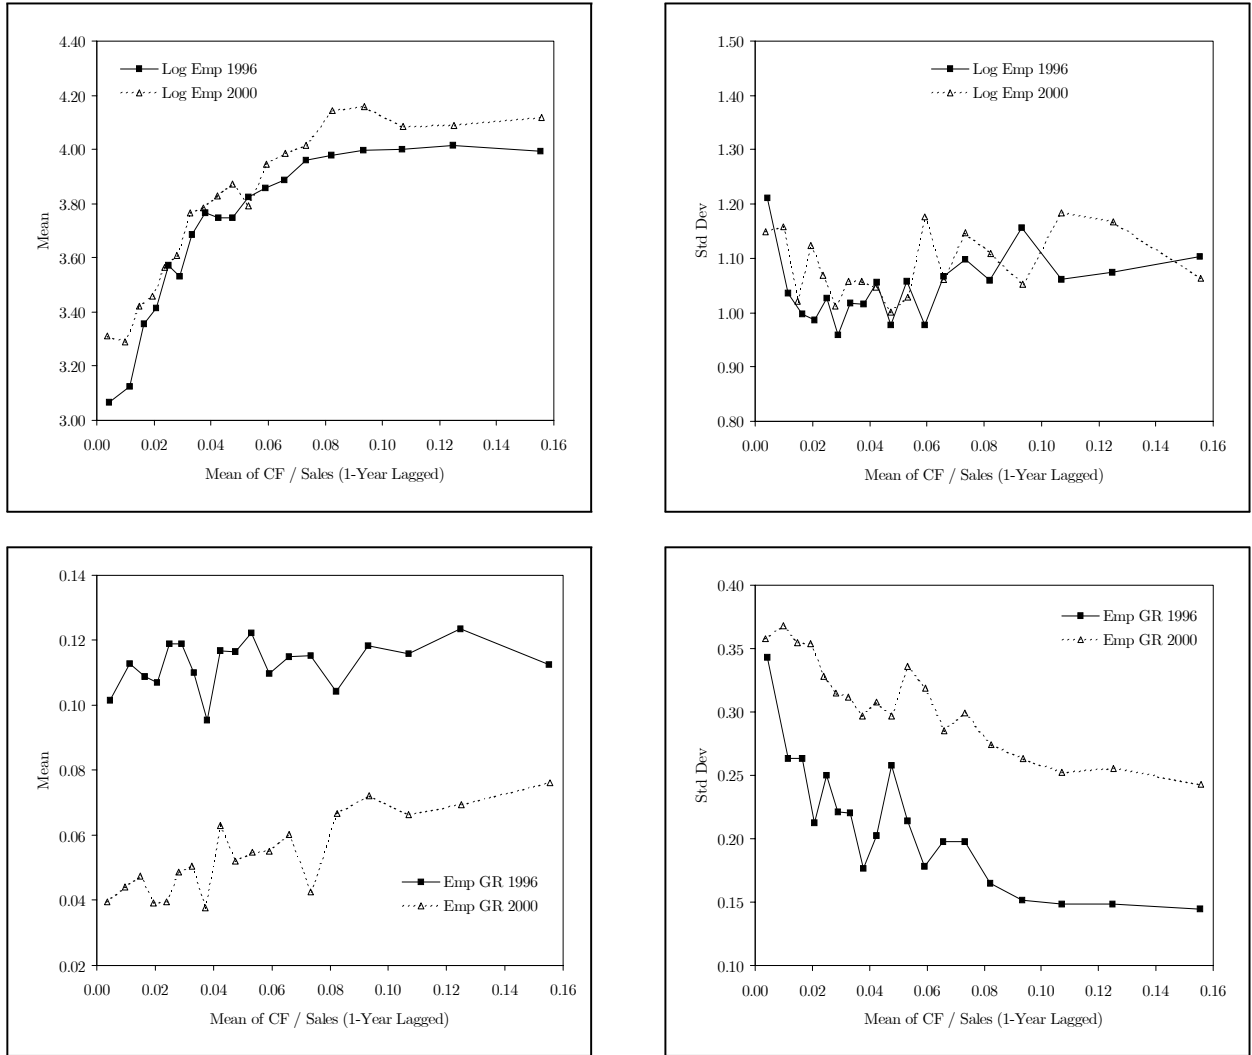 4.40
4.20
4.00
3.80
3.60
3.40
3.20
3.00
Mean
Log Emp 1996
Log Emp 2000
0.00 0.02 0.04 0.06 0.08 0.10 0.12 0.14 0.16
Mean of CF / Sales (1-Year Lagged)
1.50
1.40
1.30
1.20
1.10
1.00
0.90
0.80
Std Dev
Log Emp 1996
Log Emp 2000
0.00 0.02 0.04 0.06 0.08 0.10 0.12 0.14 0.16
Mean of CF / Sales (1-Year Lagged)
0.14
0.12
0.10
0.08
0.06
0.04
0.02
Mean
Emp GR 1996
Emp GR 2000
0.00 0.02 0.04 0.06 0.08 0.10 0.12 0.14 0.16
Mean of CF / Sales (1-Year Lagged)
0.40
0.35
0.30
0.25
0.20
0.15
0.10
Std Dev
Emp GR 1996
Emp GR 2000
0.00 0.02 0.04 0.06 0.08 0.10 0.12 0.14 0.16
Mean of CF / Sales (1-Year Lagged)